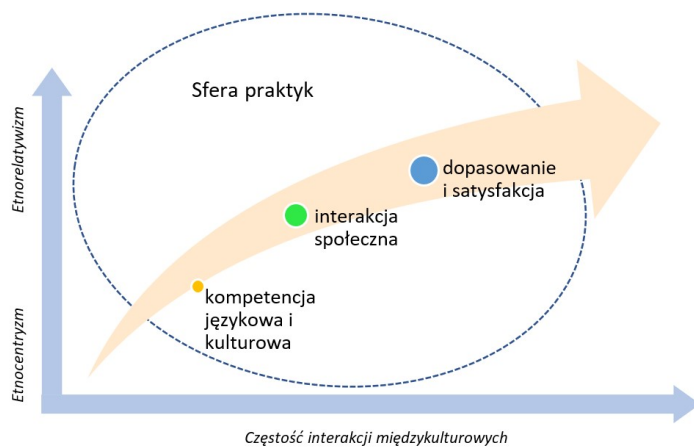 Sfera praktyk
Etnorelatywizm
dopasowanie
i satysfakcja
interakcja
społeczna
kompetencja
językowa i
kulturowa
Etnocentryzm
Częstość interakcji międzykulturowych